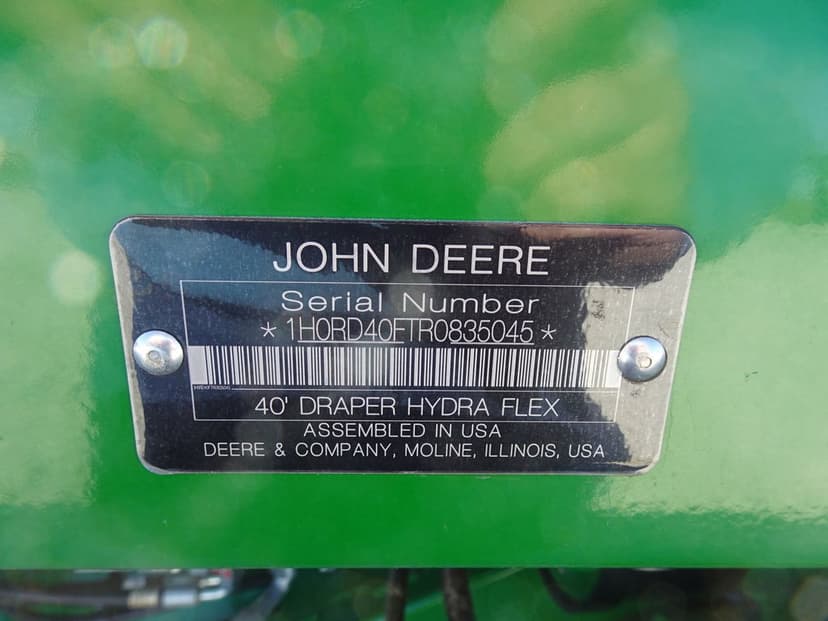 JOHN DEERE
Serial Number
* 1H0RD40FTR0835045 *
40' DRAPER HYDRA FLEX
ASSEMBLED IN USA
DEERE & COMPANY, MOLINE, ILLINOIS, USA